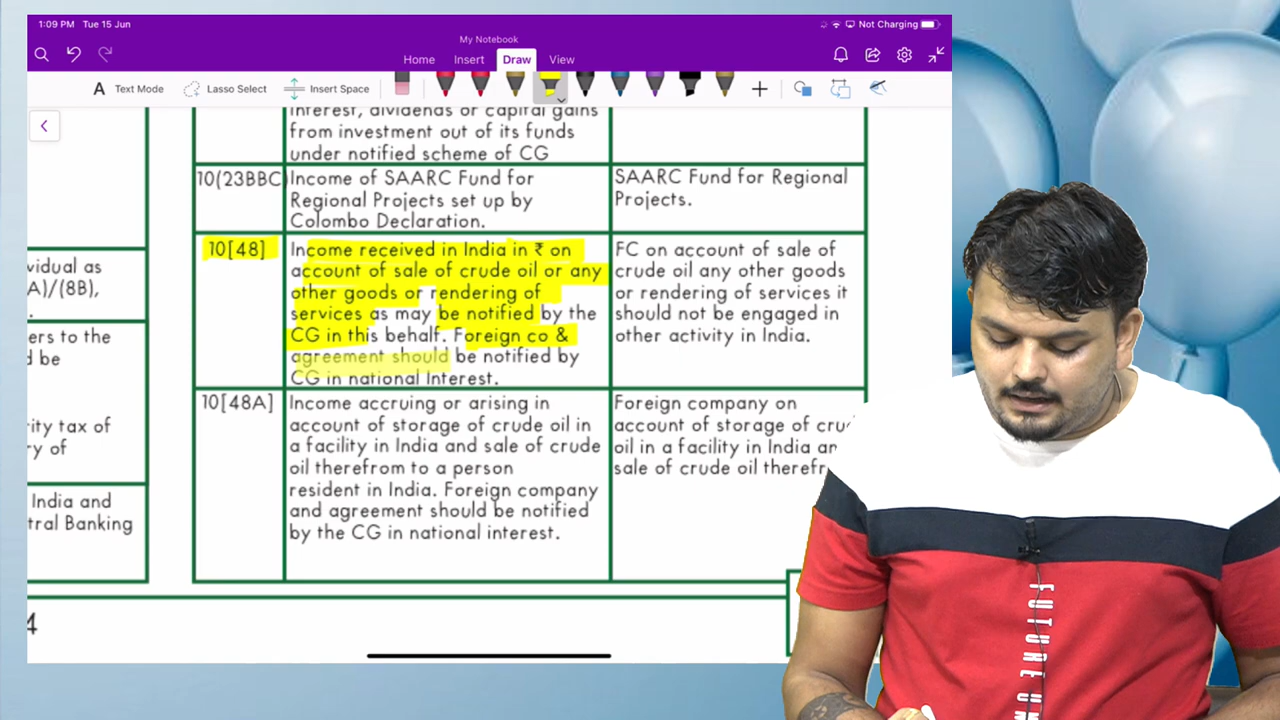 1:09 PM Tue 15 Jun
Not Charging
My Notebook
Home Insert Draw View
Text Mode
Lasso Select
Insert Space
interest, dividends or capital gains
from investment out of its funds
under notified scheme of CG
10(23BBC)
Income of SAARC Fund for
Regional Projects set up by
Colombo Declaration.
SAARC Fund for Regional
Projects.
10[48]
Income received in India in ₹ on
account of sale of crude oil or any
other goods or rendering of
services as may be notified by the
CG in this behalf. Foreign co &
agreement should be notified by
CG in national Interest.
FC on account of sale of
crude oil any other goods
or rendering of services it
should not be engaged in
other activity in India.
10[48A]
Income accruing or arising in
account of storage of crude oil in
a facility in India and sale of crude
oil therefrom to a person
resident in India. Foreign company
and agreement should be notified
by the CG in national interest.
Foreign company on
account of storage of cru
oil in a facility in India an
sale of crude oil therefr
vidual as
A)/(8B),
.
ers to the
d be
ity tax of
ry of
India and
tral Banking
4
FUTURE UN